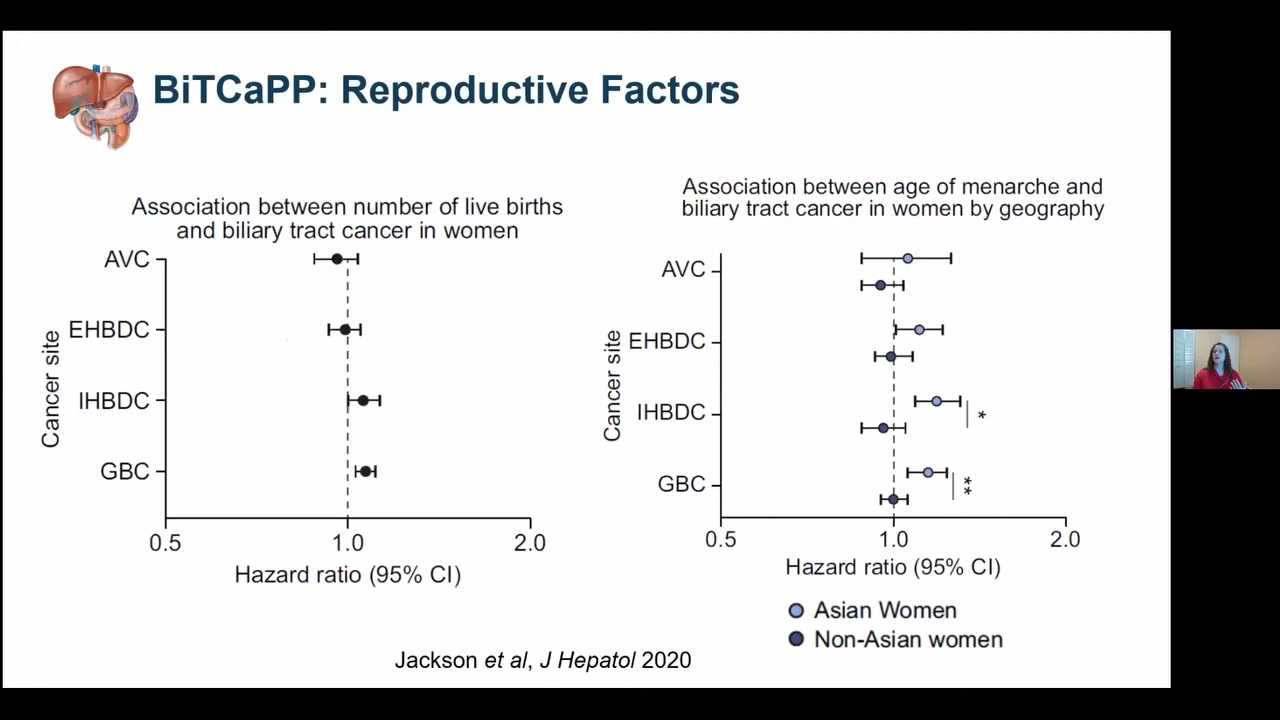 BiTCaPP: Reproductive Factors
Association between number of live births
and biliary tract cancer in women
AVC
EHBDC
IHBDC
GBC
Cancer site
0.5
1.0
2.0
Hazard ratio (95% CI)
Association between age of menarche and
biliary tract cancer in women by geography
AVC
EHBDC
IHBDC
*
GBC
**
Cancer site
0.5
1.0
2.0
Hazard ratio (95% CI)
Asian Women
Non-Asian women
Jackson et al, J Hepatol 2020